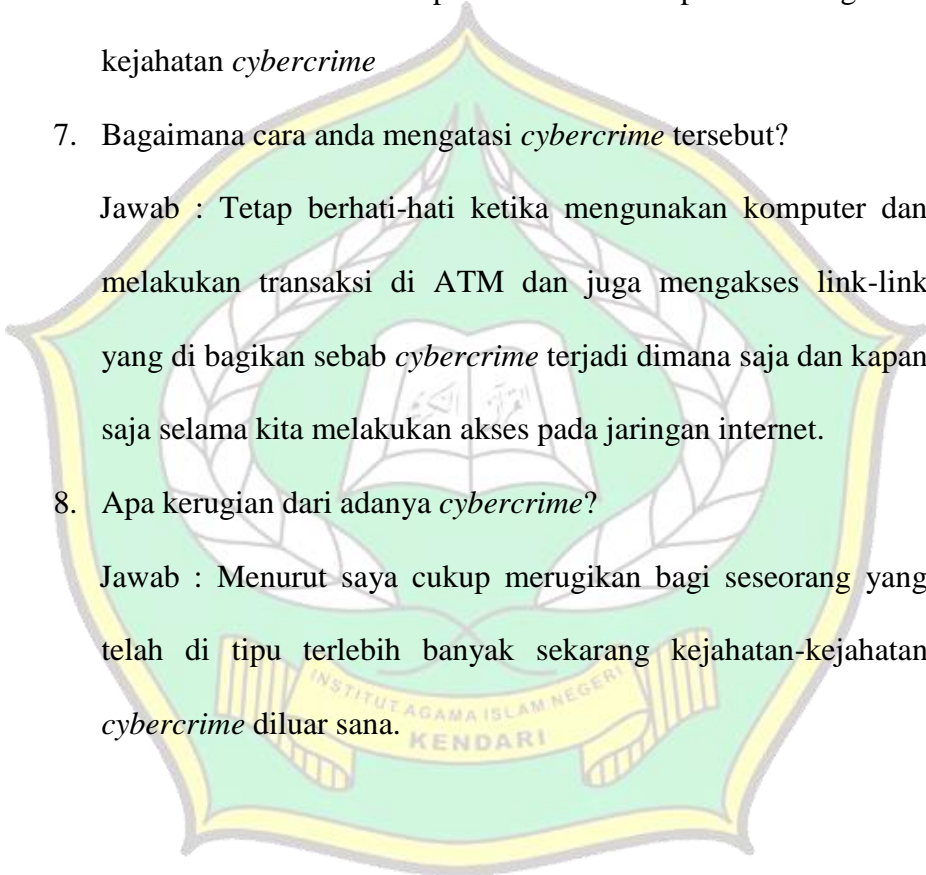 kejahatan cybercrime
7. Bagaimana cara anda mengatasi cybercrime tersebut?
Jawab : Tetap berhati-hati ketika mengunakan komputer dan
melakukan transaksi di ATM dan juga mengakses link-link
yang di bagikan sebab cybercrime terjadi dimana saja dan kapan
saja selama kita melakukan akses pada jaringan internet.
8. Apa kerugian dari adanya cybercrime?
Jawab : Menurut saya cukup merugikan bagi seseorang yang
telah di tipu terlebih banyak sekarang kejahatan-kejahatan
cybercrime diluar sana.
INSTITUT AGAMA ISLAM NEGERI
KENDARI